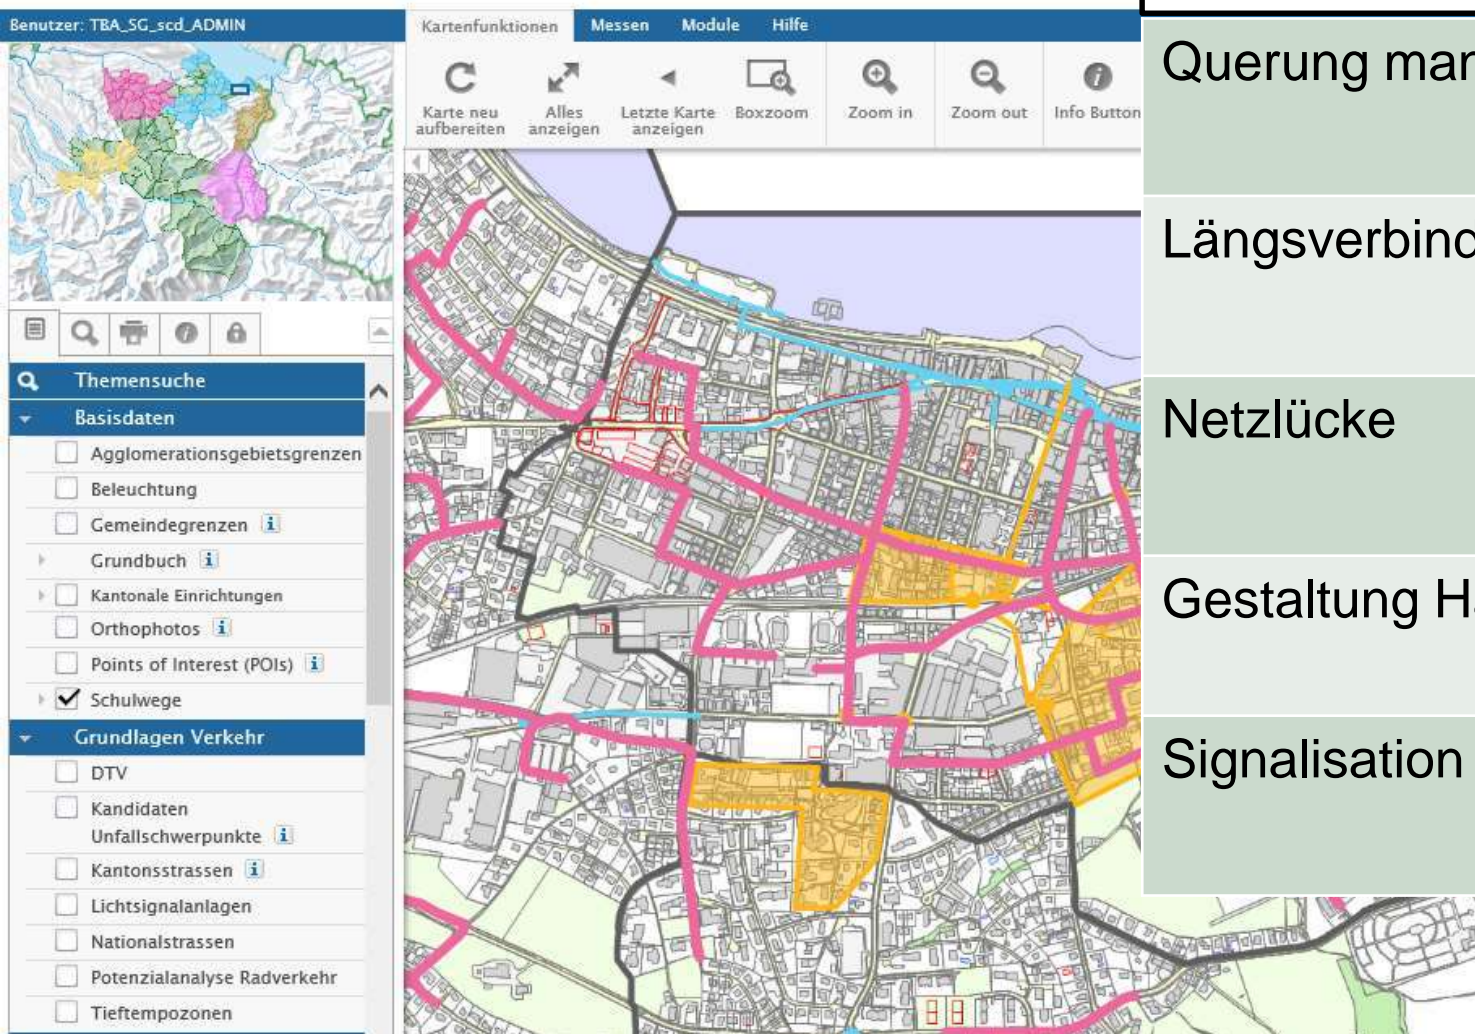 Benutzer: TBA_SG_scd_ADMIN
Kartenfunktionen Messen Module Hilfe
Karte neu aufbereiten
Alles anzeigen
Letzte Karte anzeigen
Boxzoom
Zoom in
Zoom out
Info Button
Themensuche
Basisdaten
Agglomerationsgebietsgrenzen
Beleuchtung
Gemeindegrenzen
Grundbuch
Kantonale Einrichtungen
Orthophotos
Points of Interest (POIs)
Schulwege
Grundlagen Verkehr
DTV
Kandidaten
Unfallschwerpunkte
Kantonsstrassen
Lichtsignalanlagen
Nationalstrassen
Potenzialanalyse Radverkehr
Tieftempozonen
Querung
Netzlücke
Gestaltung
Signalisation